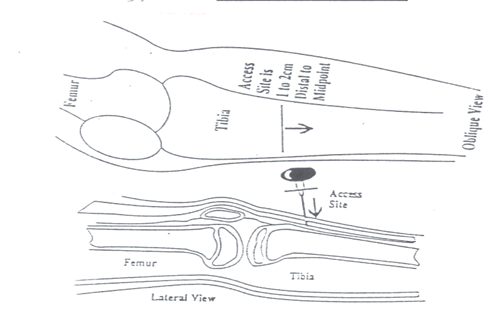 Femur
Tibia
Access
Site is
1 to 2cm
Distal to
Midpoint
Oblique View
Access
Site
Femur
Tibia
Lateral View